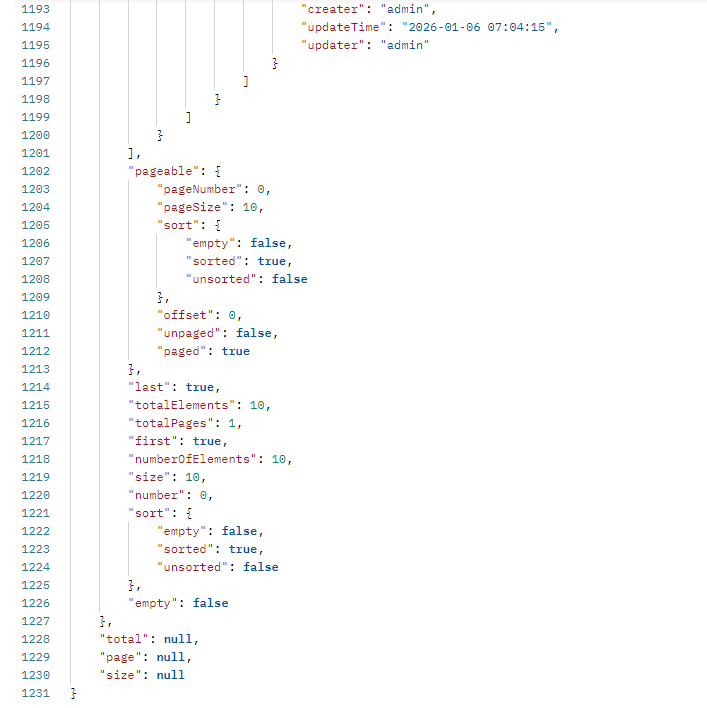 1193 "creater": "admin",
1194 "updateTime": "2026-01-06 07:04:15",
1195 "updater": "admin"
1196 }
1197 ]
1198 }
1199 ]
1200 }
1201 ],
1202 "pageable": {
1203 "pageNumber": 0,
1204 "pageSize": 10,
1205 "sort": {
1206 "empty": false,
1207 "sorted": true,
1208 "unsorted": false
1209 },
1210 "offset": 0,
1211 "unpaged": false,
1212 "paged": true
1213 },
1214 "last": true,
1215 "totalElements": 10,
1216 "totalPages": 1,
1217 "first": true,
1218 "numberOfElements": 10,
1219 "size": 10,
1220 "number": 0,
1221 "sort": {
1222 "empty": false,
1223 "sorted": true,
1224 "unsorted": false
1225 },
1226 "empty": false
1227 },
1228 "total": null,
1229 "page": null,
1230 "size": null
1231 }